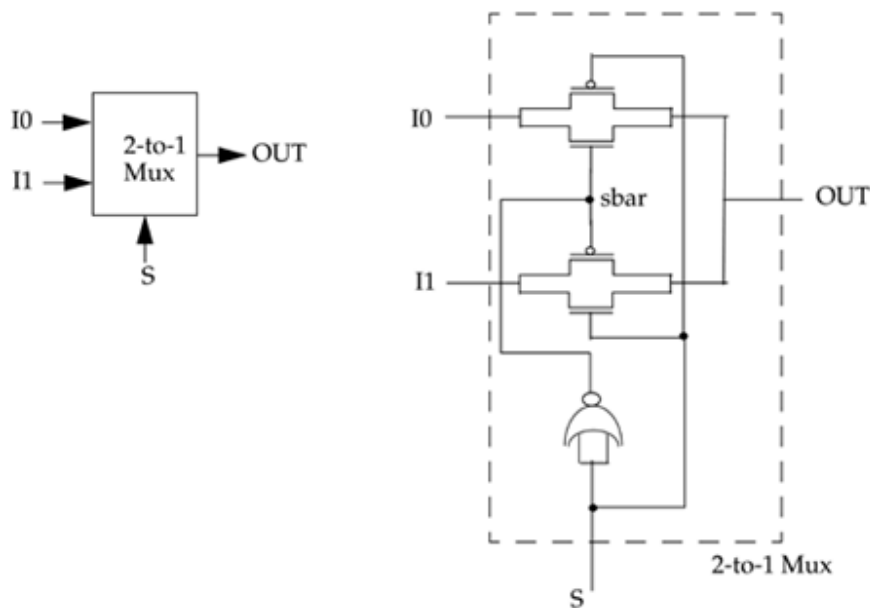 I0
I1
2-to-1
Mux
OUT
S
I0
sbar
OUT
I1
2-to-1 Mux
S